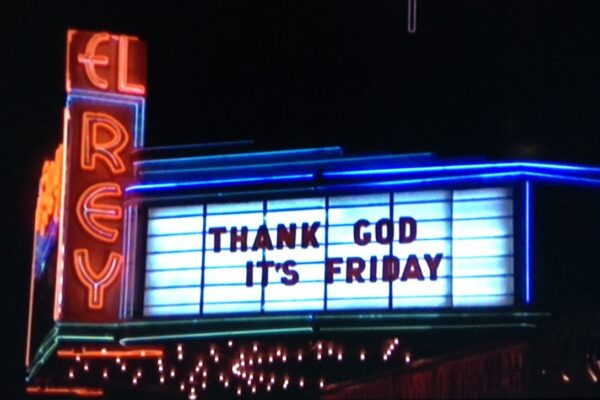 EL
REY
THANK GOD
IT'S FRIDAY